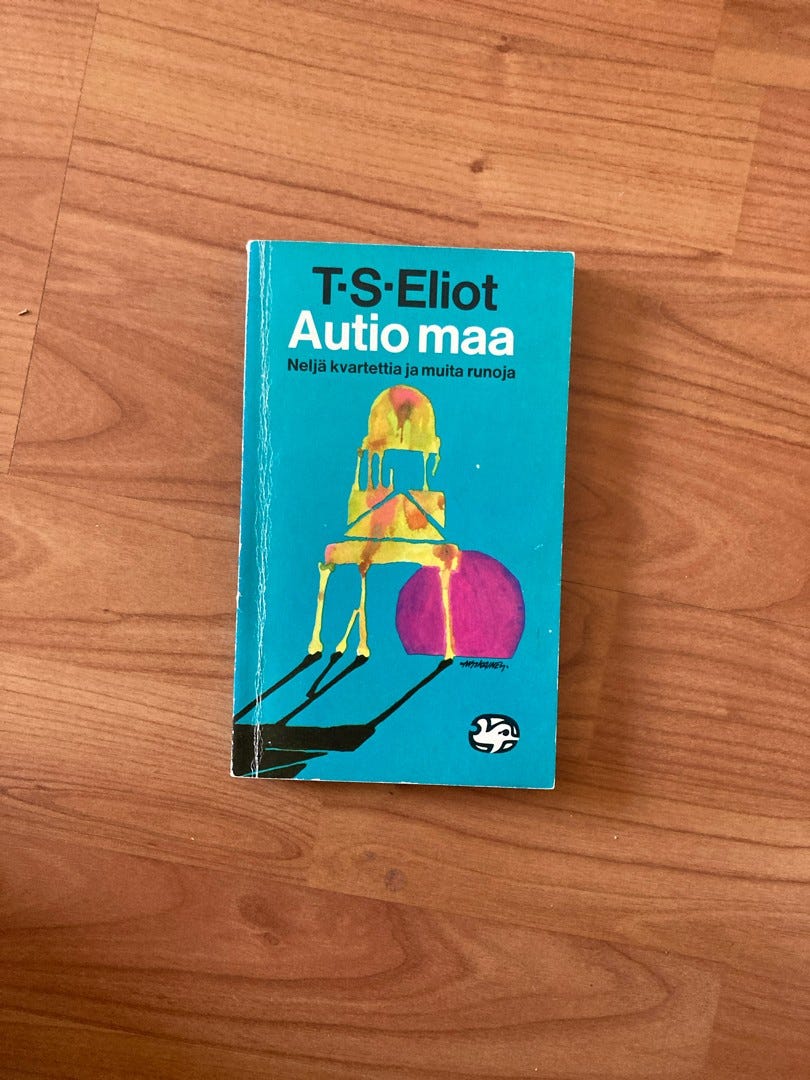 T·S·Eliot
Autio maa
Neljä kvartettia ja muita runoja